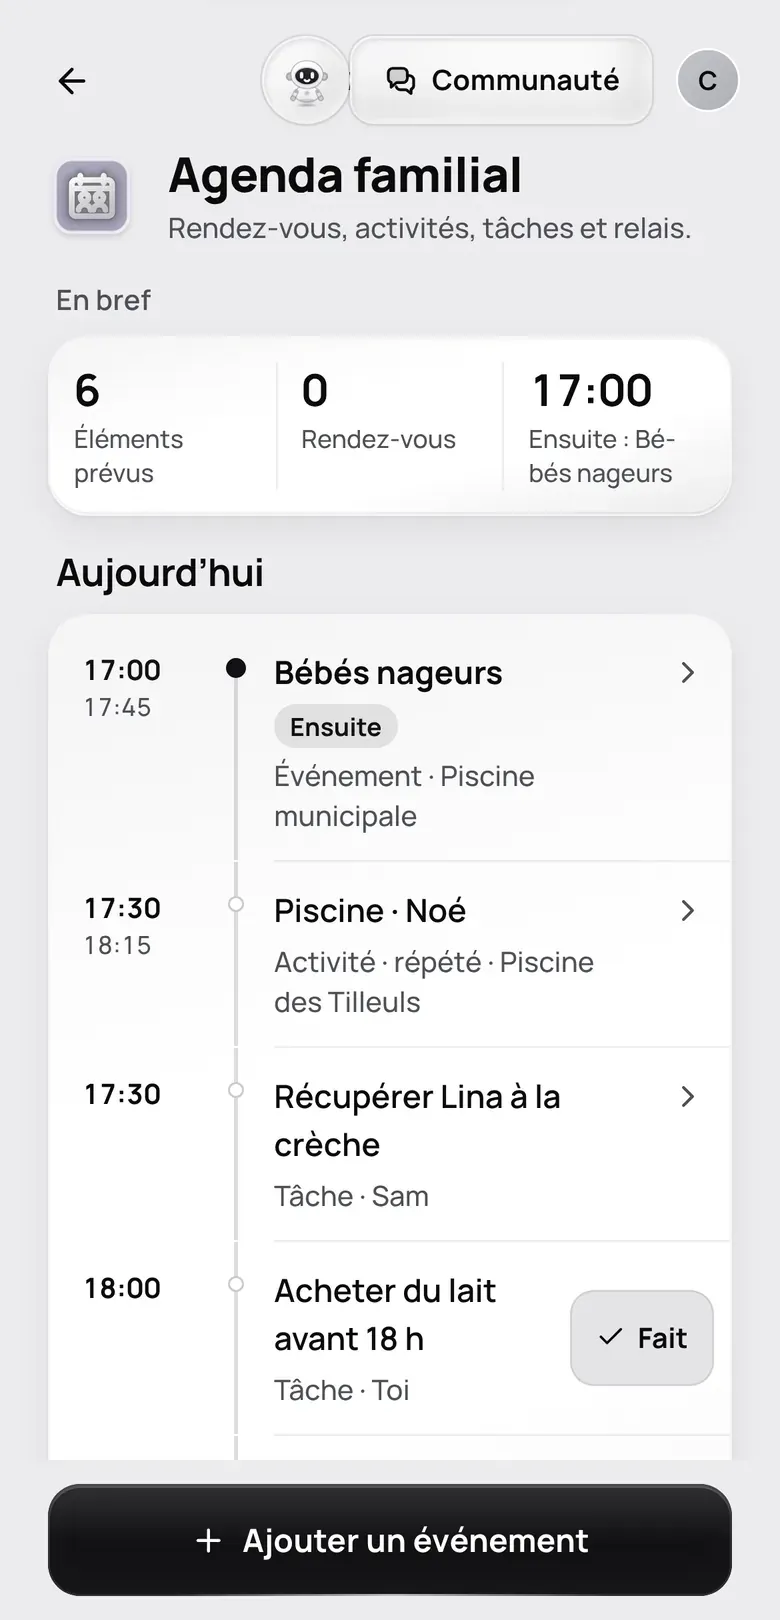 Communauté
C
Agenda familial
Rendez-vous, activités, tâches et relais.
En bref
6
Éléments
prévus
0
Rendez-vous
17:00
Ensuite : Bé-
bés nageurs
Aujourd’hui
17:00
17:45
Bébés nageurs
Ensuite
Événement · Piscine
municipale
17:30
18:15
Piscine · Noé
Activité · répété · Piscine
des Tilleuls
17:30
Récupérer Lina à la
crèche
Tâche · Sam
18:00
Acheter du lait
avant 18 h
Tâche · Toi
Fait
Ajouter un événement